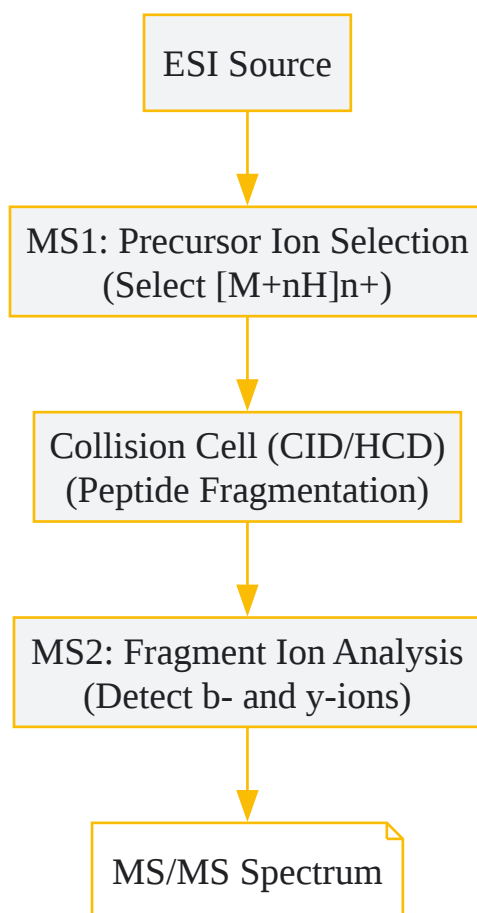 ESI Source
MS1: Precursor Ion Selection
(Select [M+nH]n+)
Collision Cell (CID/HCD)
(Peptide Fragmentation)
MS2: Fragment Ion Analysis
(Detect b- and y-ions)
MS/MS Spectrum